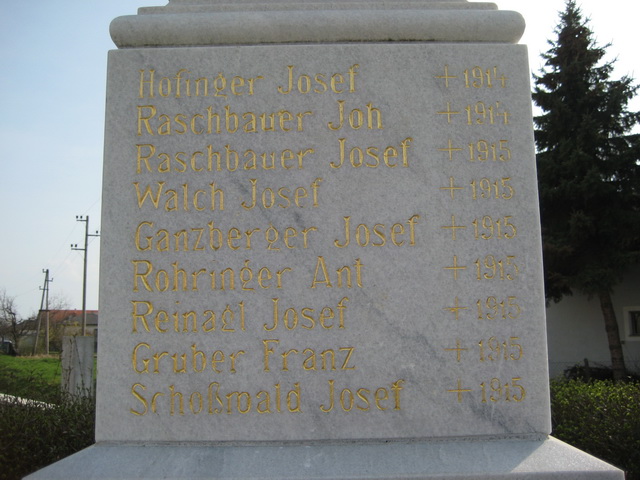 Hofinger Josef + 1914
Raschbauer Joh + 1914
Raschbauer Josef + 1915
Walch Josef + 1915
Ganzberger Josef + 1915
Rohringer Ant + 1915
Reinagl Josef + 1915
Gruber Franz + 1915
Schoßwald Josef + 1915